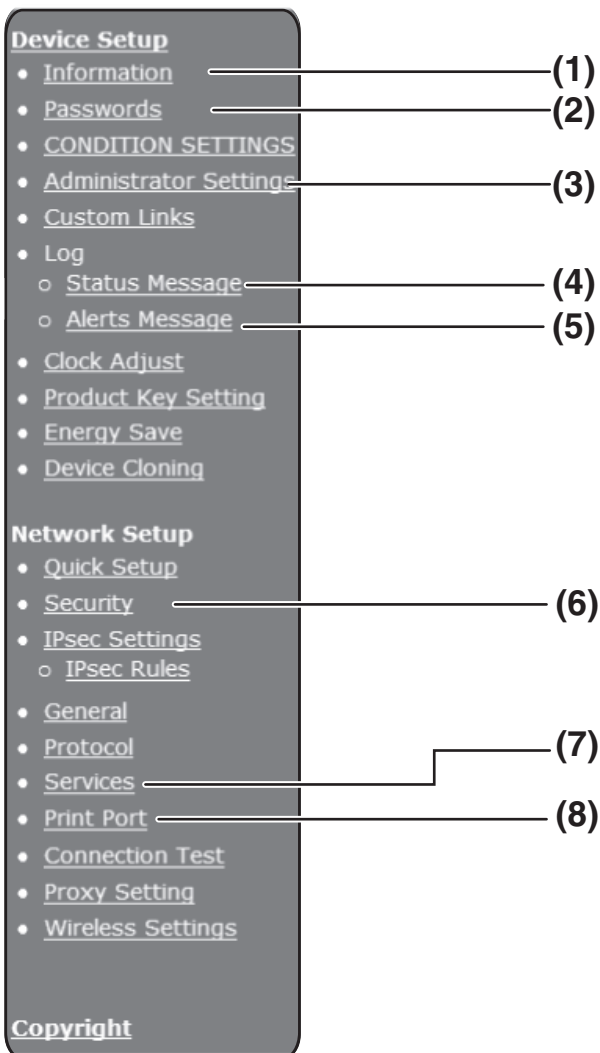 Device Setup
• Information (1)
• Passwords (2)
• CONDITION SETTINGS
• Administrator Settings (3)
• Custom Links
• Log
○ Status Message (4)
○ Alerts Message (5)
• Clock Adjust
• Product Key Setting
• Energy Save
• Device Cloning
Network Setup
• Quick Setup
• Security (6)
• IPsec Settings
○ IPsec Rules
• General
• Protocol
• Services (7)
• Print Port (8)
• Connection Test
• Proxy Setting
• Wireless Settings
Copyright